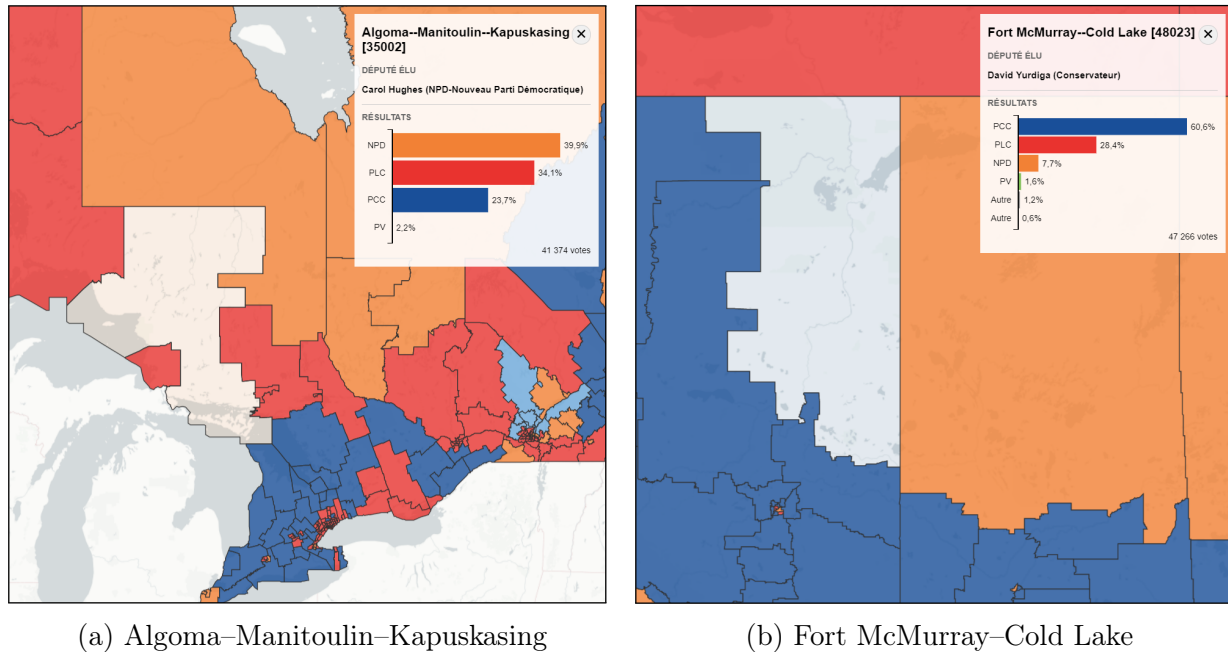 Algoma--Manitoulin--Kapuskasing
[35002]
DÉPUTÉ ÉLU
Carol Hughes (NPD-Nouveau Parti Démocratique)
RÉSULTATS
NPD 39,9%
PLC 34,1%
PCC 23,7%
PV 2,2%
41 374 votes
(a) Algoma–Manitoulin–Kapuskasing
Fort McMurray--Cold Lake [48023]
DÉPUTÉ ÉLU
David Yurdiga (Conservateur)
RÉSULTATS
PCC 60,6%
PLC 28,4%
NPD 7,7%
PV 1,6%
Autre 1,2%
Autre 0,6%
47 266 votes
(b) Fort McMurray–Cold Lake